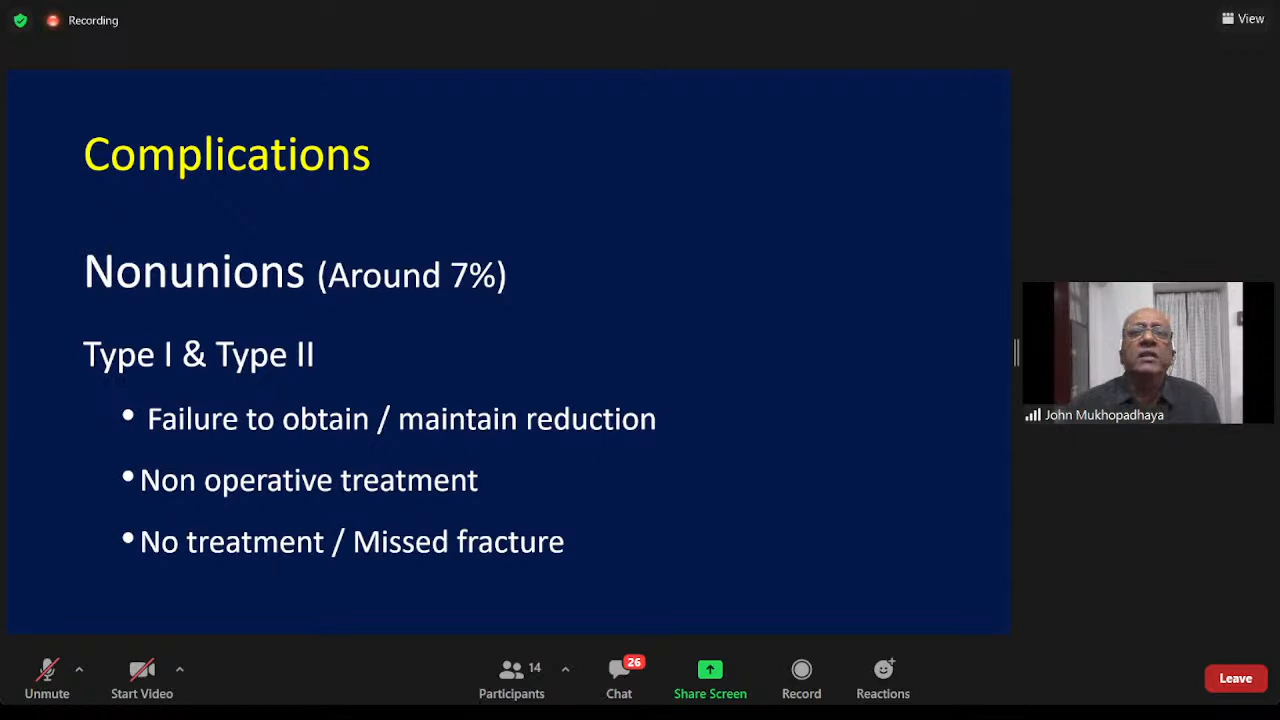 Recording
View
Complications
Nonunions (Around 7%)
Type I & Type II
• Failure to obtain / maintain reduction
• Non operative treatment
• No treatment / Missed fracture
John Mukhopadhaya
Unmute
Start Video
14
Participants
26
Chat
Share Screen
Record
Reactions
Leave